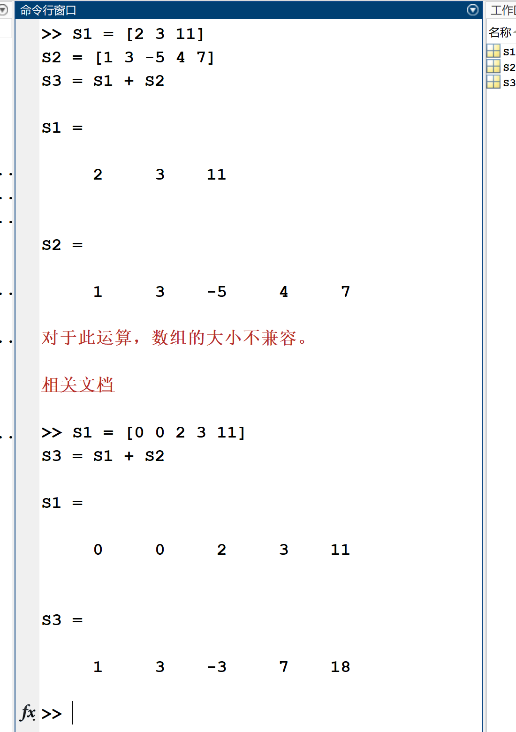 命令行窗口
工作区
名称
S1
S2
S3
>> S1 = [2 3 11]
S2 = [1 3 -5 4 7]
S3 = S1 + S2
S1 =
2 3 11
S2 =
1 3 -5 4 7
对于此运算，数组的大小不兼容。
相关文档
>> S1 = [0 0 2 3 11]
S3 = S1 + S2
S1 =
0 0 2 3 11
S3 =
1 3 -3 7 18
fx >>